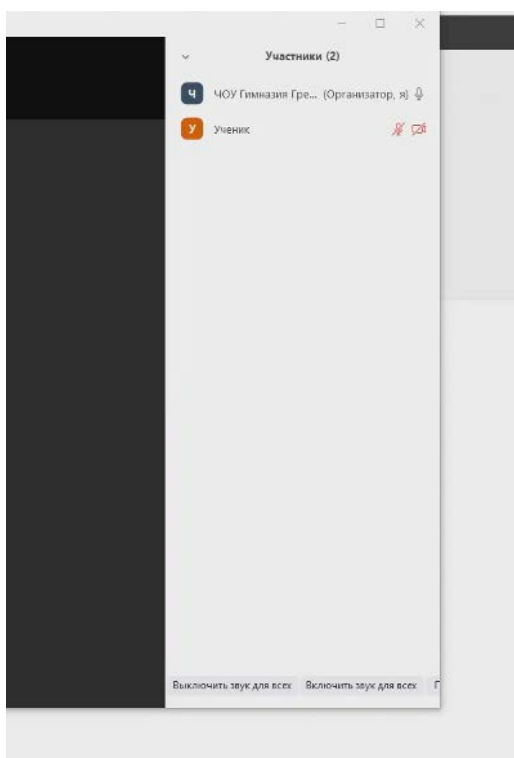 Участники (2)
Ч ЧОУ Гимназия Гре... (Организатор, я)
У Ученик
Выключить звук для всех Включить звук для всех